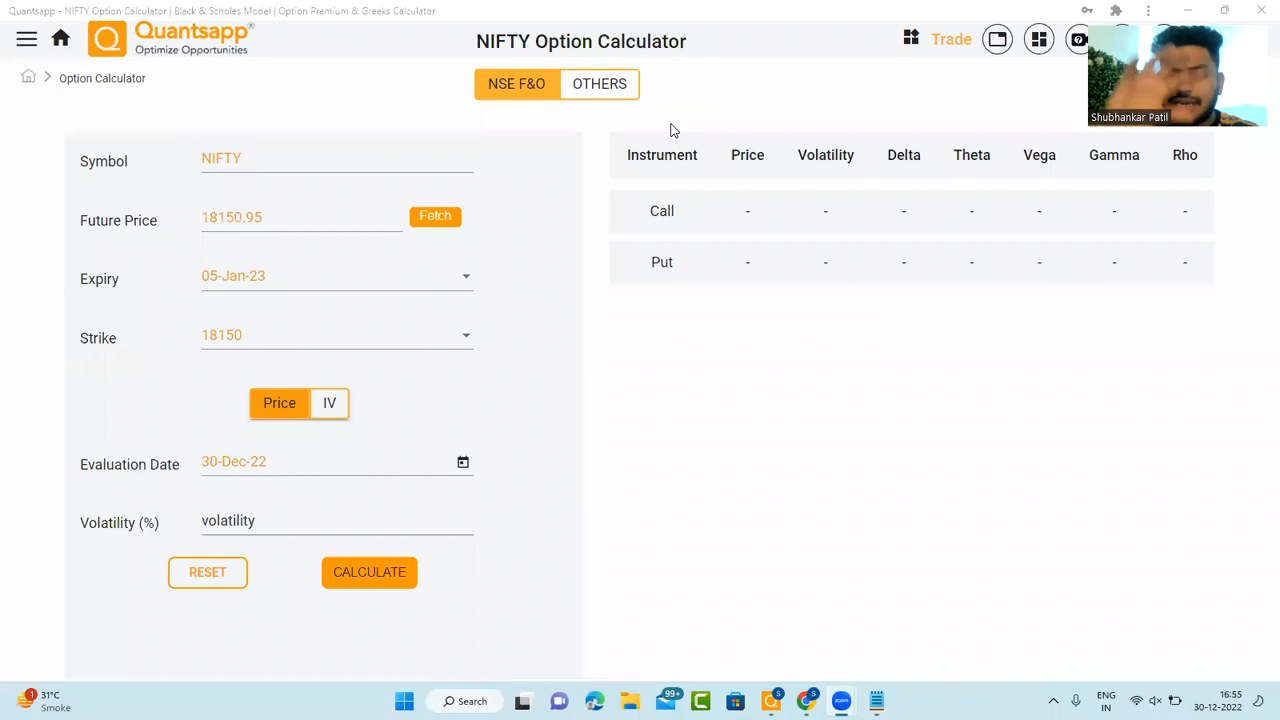 Quantsapp - NIFTY Option Calculator | Black & Scholes Model | Option Premium & Greeks Calculator
Quantsapp
Optimize Opportunities
NIFTY Option Calculator
Trade
Option Calculator
NSE F&O OTHERS
Shubhankar Patil
Symbol NIFTY
Future Price 18150.95 Fetch
Expiry 05-Jan-23
Strike 18150
Price IV
Evaluation Date 30-Dec-22
Volatility (%) volatility
RESET CALCULATE
Instrument Price Volatility Delta Theta Vega Gamma Rho
Call - - - - - - -
Put - - - - - - -
1 31°C
Smoke
Search
99+
S
S
ENG
IN
16:55
30-12-2022